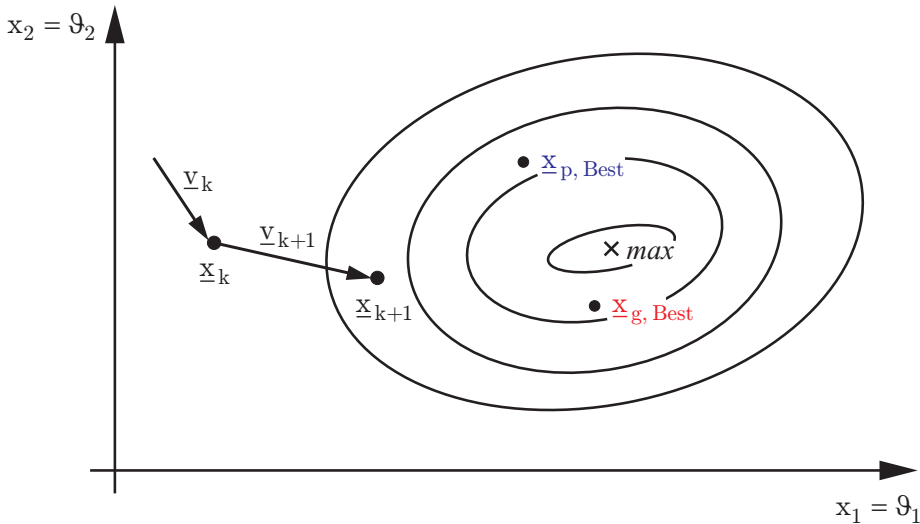 x₂ = ϑ₂
x̲p, Best
v̲k
v̲k+1
max
x̲k
x̲k+1
x̲g, Best
x₁ = ϑ₁